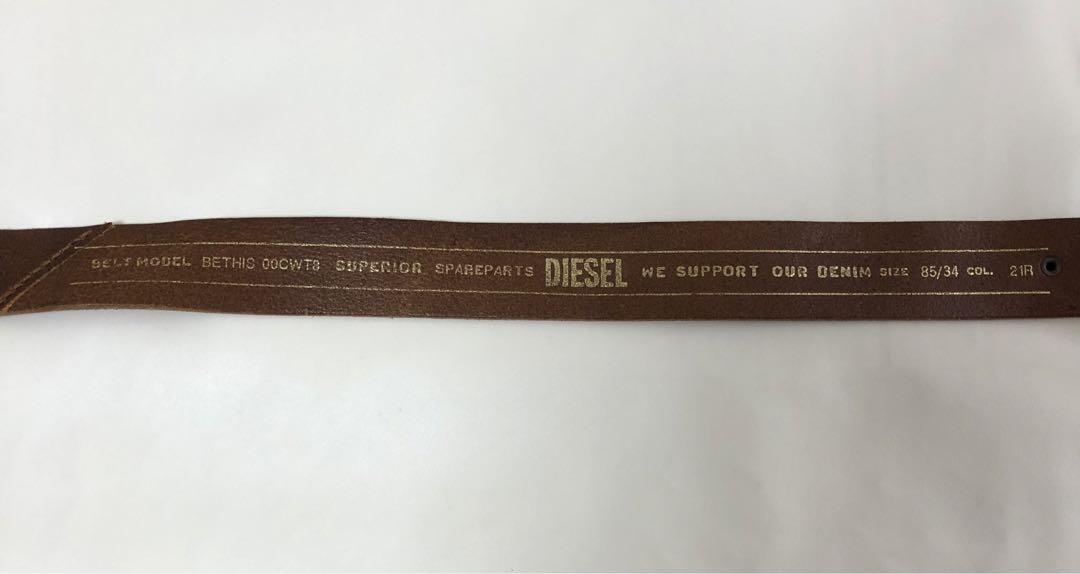 BELT MODEL BETHIS 00CWT8 SUPERIOR SPAREPARTS DIESEL WE SUPPORT OUR DENIM SIZE 85/34 COL. 21R